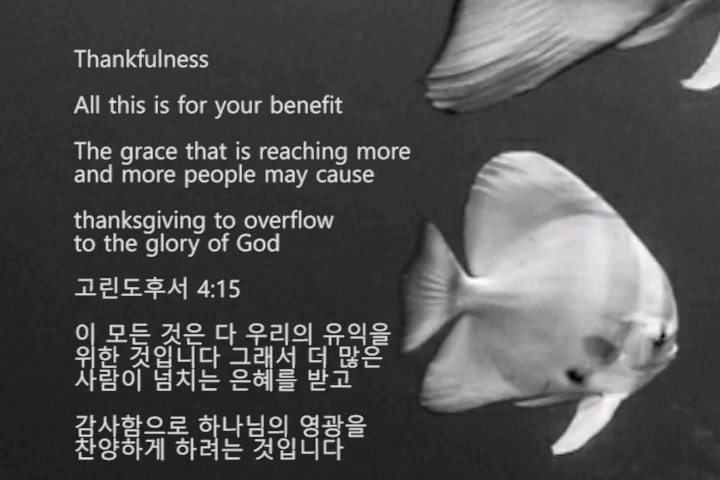 Thankfulness
All this is for your benefit
The grace that is reaching more
and more people may cause
thanksgiving to overflow
to the glory of God
고린도후서 4:15
이 모든 것은 다 우리의 유익을
위한 것입니다 그래서 더 많은
사람이 넘치는 은혜를 받고
감사함으로 하나님의 영광을
찬양하게 하려는 것입니다